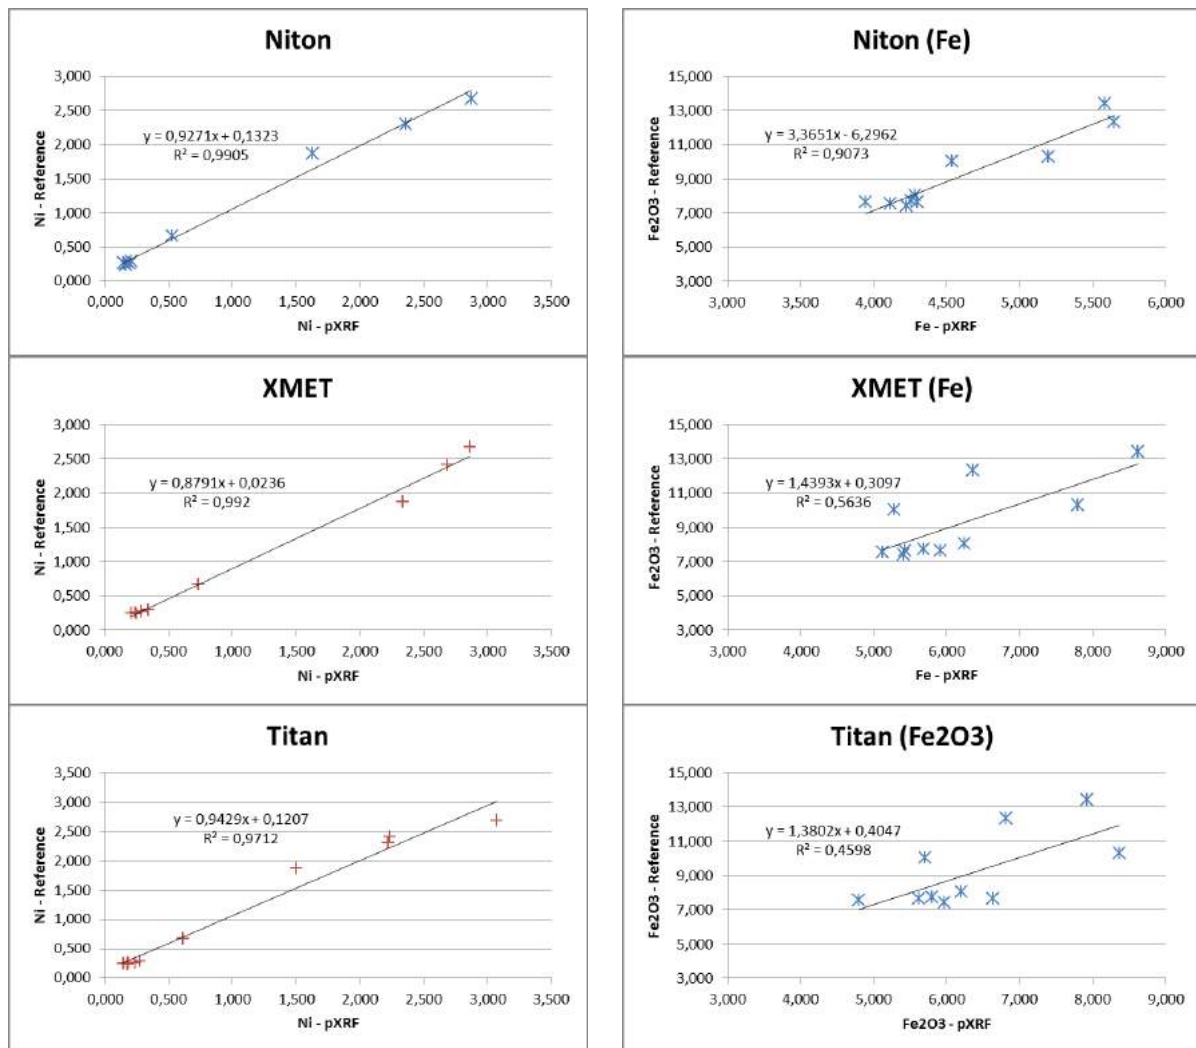 Niton
3,000
2,500
2,000
1,500
1,000
0,500
0,000
Ni - Reference
y = 0,9271x + 0,1323
R² = 0,9905
0,000 0,500 1,000 1,500 2,000 2,500 3,000 3,500
Ni - pXRF
Niton (Fe)
15,000
13,000
11,000
9,000
7,000
5,000
3,000
Fe2O3 - Reference
y = 3,3651x - 6,2962
R² = 0,9073
3,000 3,500 4,000 4,500 5,000 5,500 6,000
Fe - pXRF
XMET
3,000
2,500
2,000
1,500
1,000
0,500
0,000
Ni - Reference
y = 0,8791x + 0,0236
R² = 0,992
0,000 0,500 1,000 1,500 2,000 2,500 3,000 3,500
Ni - pXRF
XMET (Fe)
15,000
13,000
11,000
9,000
7,000
5,000
3,000
Fe2O3 - Reference
y = 1,4393x + 0,3097
R² = 0,5636
3,000 4,000 5,000 6,000 7,000 8,000 9,000
Fe - pXRF
Titan
3,500
3,000
2,500
2,000
1,500
1,000
0,500
0,000
Ni - Reference
y = 0,9429x + 0,1207
R² = 0,9712
0,000 0,500 1,000 1,500 2,000 2,500 3,000 3,500
Ni - pXRF
Titan (Fe2O3)
15,000
13,000
11,000
9,000
7,000
5,000
3,000
Fe2O3 - Reference
y = 1,3802x + 0,4047
R² = 0,4598
3,000 4,000 5,000 6,000 7,000 8,000 9,000
Fe2O3 - pXRF